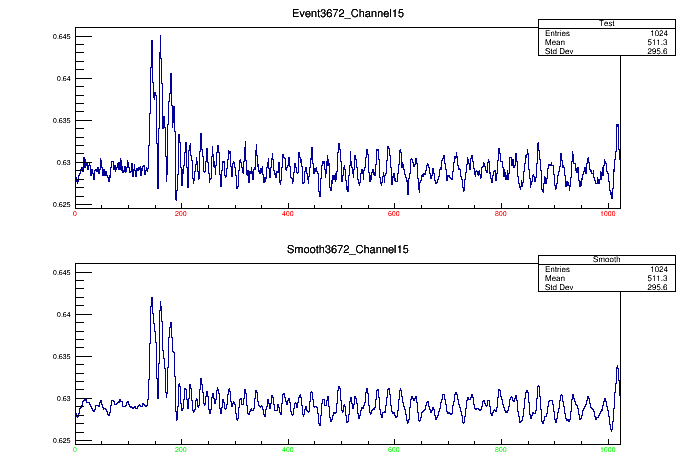 Event3672_Channel15
Test
Entries 1024
Mean 511.3
Std Dev 295.6
0.645
0.64
0.635
0.63
0.625
0 200 400 600 800 1000
Smooth3672_Channel15
Smooth
Entries 1024
Mean 511.3
Std Dev 295.6
0.645
0.64
0.635
0.63
0.625
0 200 400 600 800 1000